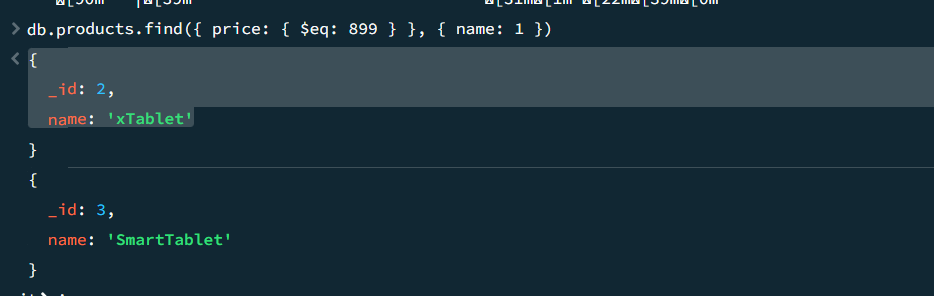 > db.products.find({ price: { $eq: 899 } }, { name: 1 })
< {
_id: 2,
name: 'xTablet'
}
{
_id: 3,
name: 'SmartTablet'
}